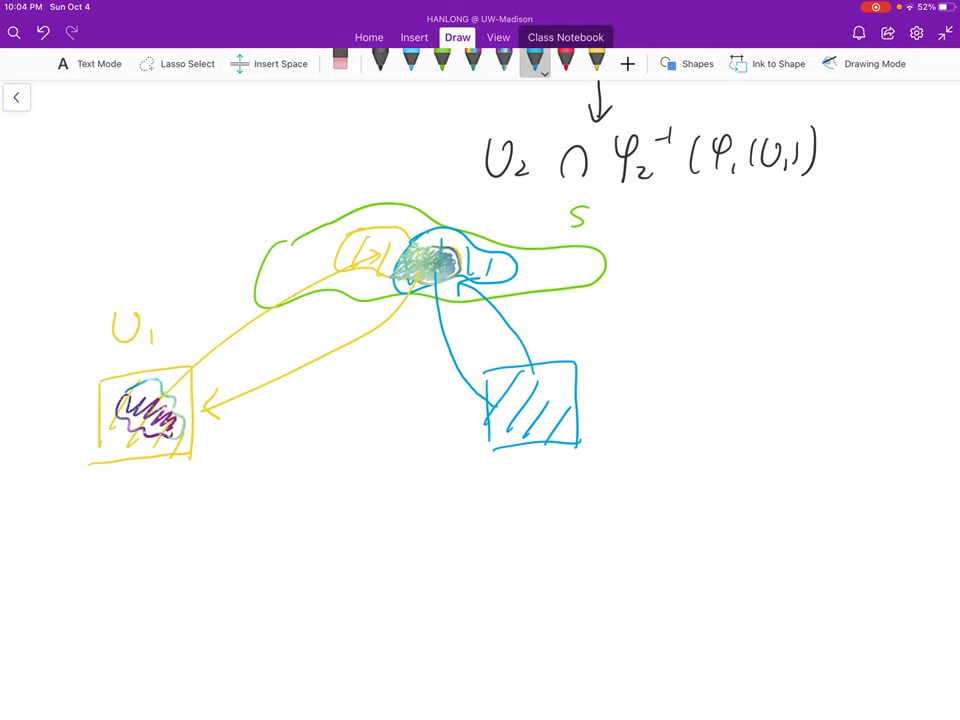 10:04 PM Sun Oct 4
52%
HANLONG @ UW-Madison
Home Insert Draw View Class Notebook
Text Mode Lasso Select Insert Space Shapes Ink to Shape Drawing Mode
U₂ ∩ φ₂⁻¹ (φ₁(U₁))
S
U₁